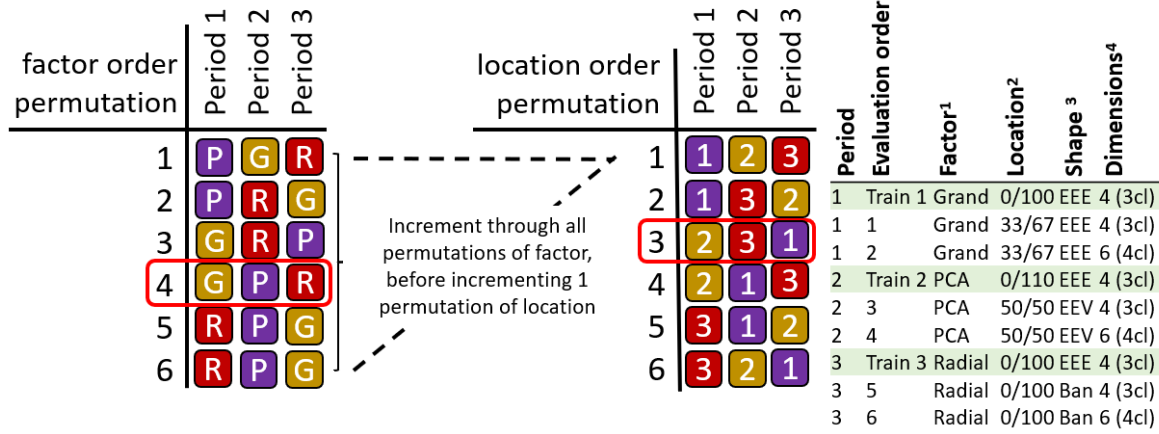 factor order
permutation
Period 1
Period 2
Period 3
1 P G R
2 P R G
3 G R P
4 G P R
5 R P G
6 R P G
Increment through all
permutations of factor,
before incrementing 1
permutation of location
location order
permutation
Period 1
Period 2
Period 3
1 1 2 3
2 1 3 2
3 2 3 1
4 2 1 3
5 3 1 2
6 3 2 1
Period
Evaluation order
Factor¹
Location²
Shape ³
Dimensions⁴
1 Train 1 Grand 0/100 EEE 4 (3cl)
1 1 Grand 33/67 EEE 4 (3cl)
1 2 Grand 33/67 EEE 6 (4cl)
2 Train 2 PCA 0/110 EEE 4 (3cl)
2 3 PCA 50/50 EEV 4 (3cl)
2 4 PCA 50/50 EEV 6 (4cl)
3 Train 3 Radial 0/100 EEE 4 (3cl)
3 5 Radial 0/100 Ban 4 (3cl)
3 6 Radial 0/100 Ban 6 (4cl)